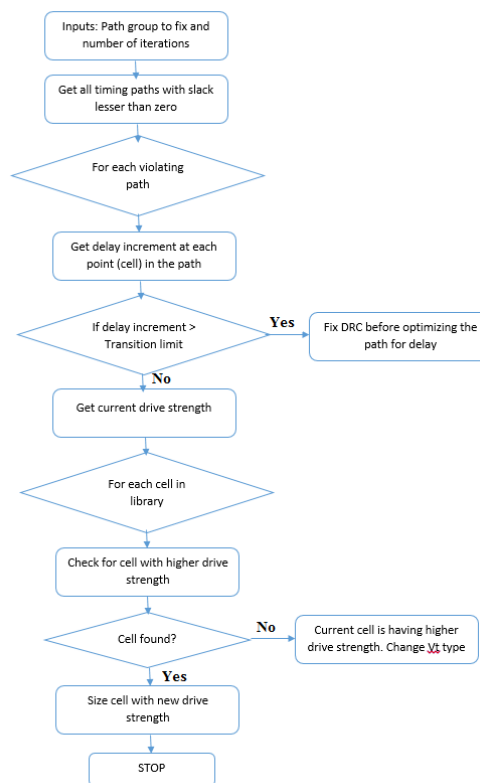 Inputs: Path group to fix and
number of iterations
Get all timing paths with slack
lesser than zero
For each violating
path
Get delay increment at each
point (cell) in the path
If delay increment >
Transition limit
Yes
Fix DRC before optimizing the
path for delay
No
Get current drive strength
For each cell in
library
Check for cell with higher drive
strength
Cell found?
No
Current cell is having higher
drive strength. Change Vt type
Yes
Size cell with new drive
strength
STOP